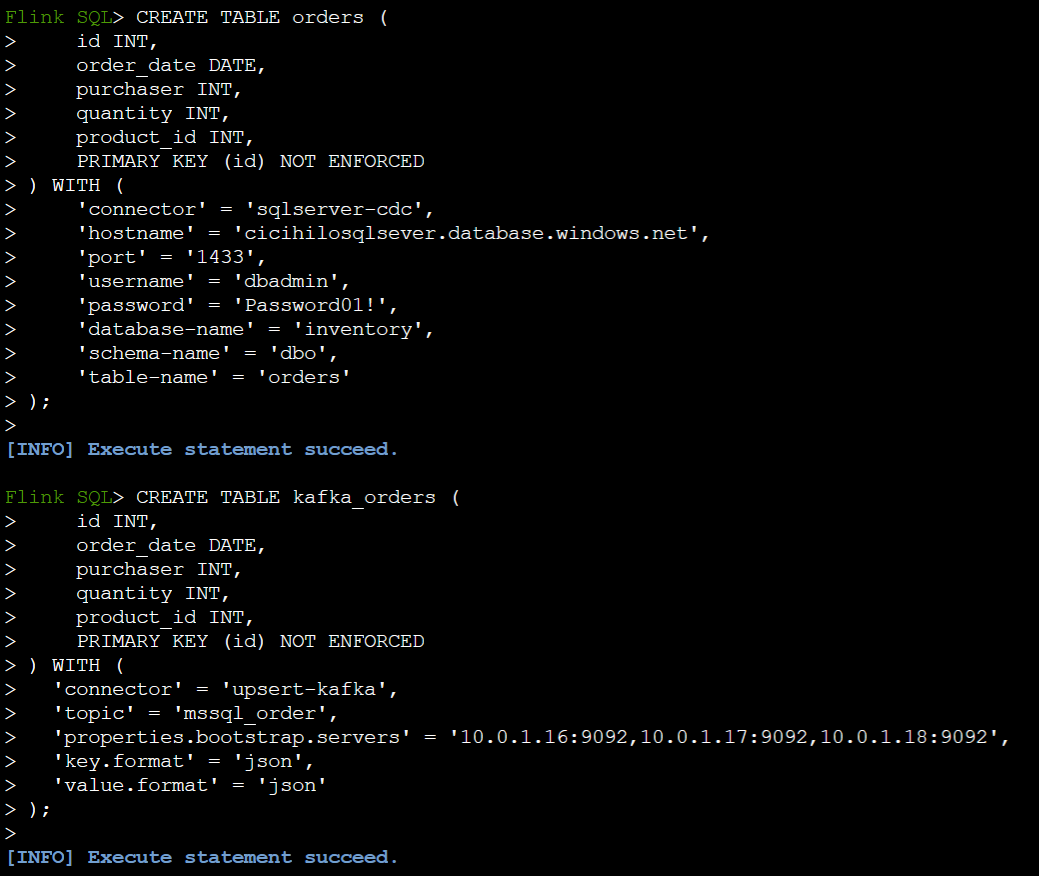 Flink SQL> CREATE TABLE orders (
>     id INT,
>     order_date DATE,
>     purchaser INT,
>     quantity INT,
>     product_id INT,
>     PRIMARY KEY (id) NOT ENFORCED
> ) WITH (
>     'connector' = 'sqlserver-cdc',
>     'hostname' = 'cicihilosqlsever.database.windows.net',
>     'port' = '1433',
>     'username' = 'dbadmin',
>     'password' = 'Password01!',
>     'database-name' = 'inventory',
>     'schema-name' = 'dbo',
>     'table-name' = 'orders'
> );
>
[INFO] Execute statement succeed.

Flink SQL> CREATE TABLE kafka_orders (
>     id INT,
>     order_date DATE,
>     purchaser INT,
>     quantity INT,
>     product_id INT,
>     PRIMARY KEY (id) NOT ENFORCED
> ) WITH (
>   'connector' = 'upsert-kafka',
>   'topic' = 'mssql_order',
>   'properties.bootstrap.servers' = '10.0.1.16:9092,10.0.1.17:9092,10.0.1.18:9092',
>   'key.format' = 'json',
>   'value.format' = 'json'
> );
>
[INFO] Execute statement succeed.